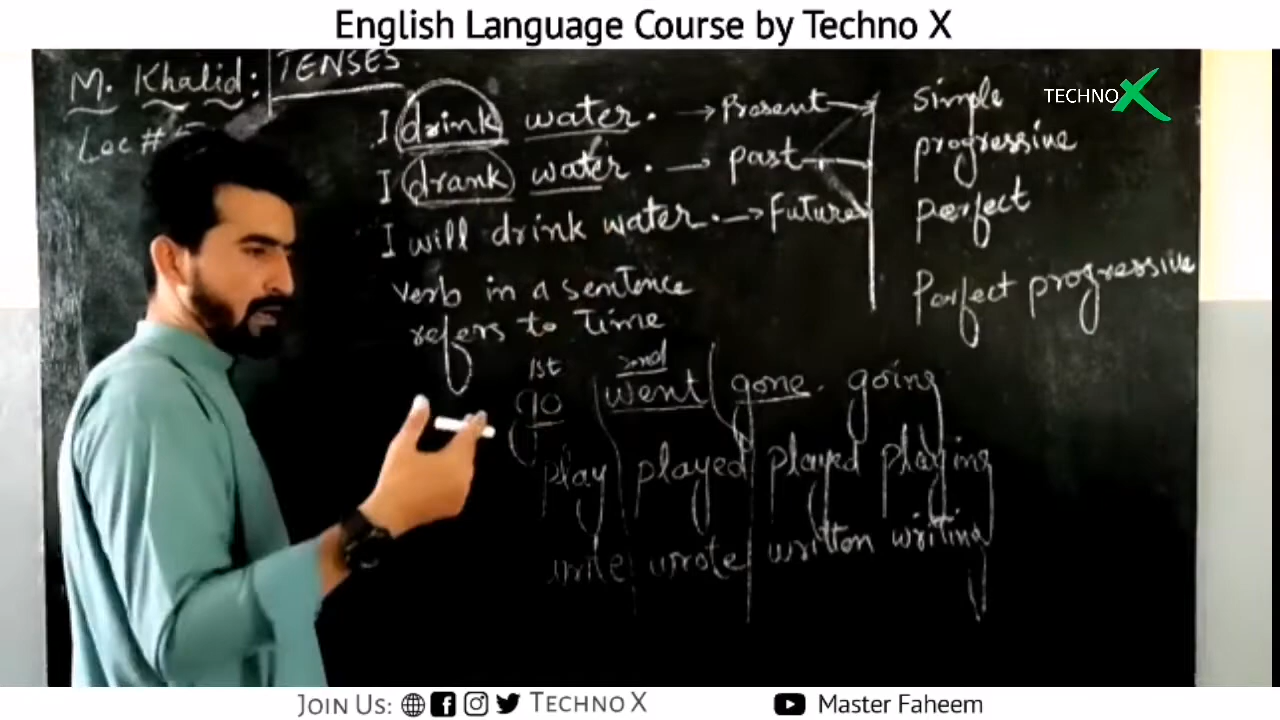 English Language Course by Techno X
M. Khalid: TENSES
Lec #
TECHNO X
I drink water. → Present → simple
I drank water. — past → progressive
I will drink water. → Future perfect
Perfect progressive
verb in a sentence
refers to Time
1st 2nd
go went gone. going
play played played playing
write wrote written writing
JOIN US: TECHNO X Master Faheem